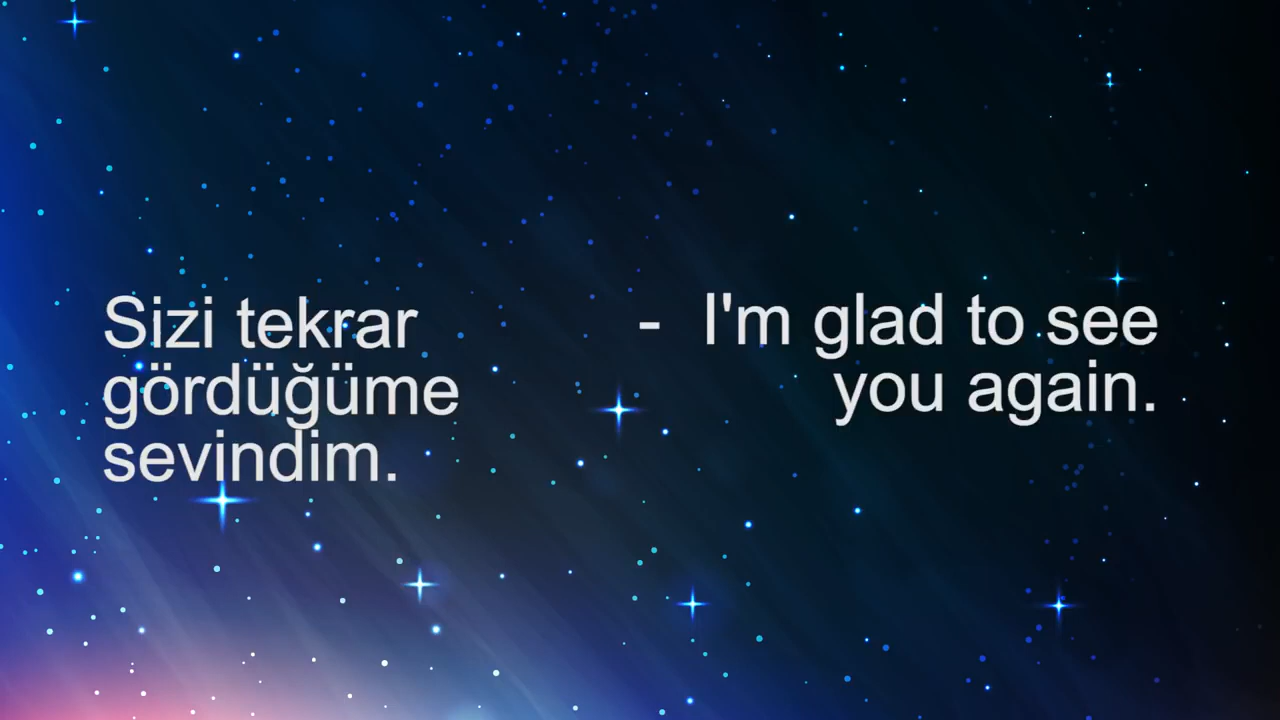 Sizi tekrar
gördüğüme
sevindim.
- I'm glad to see
you again.